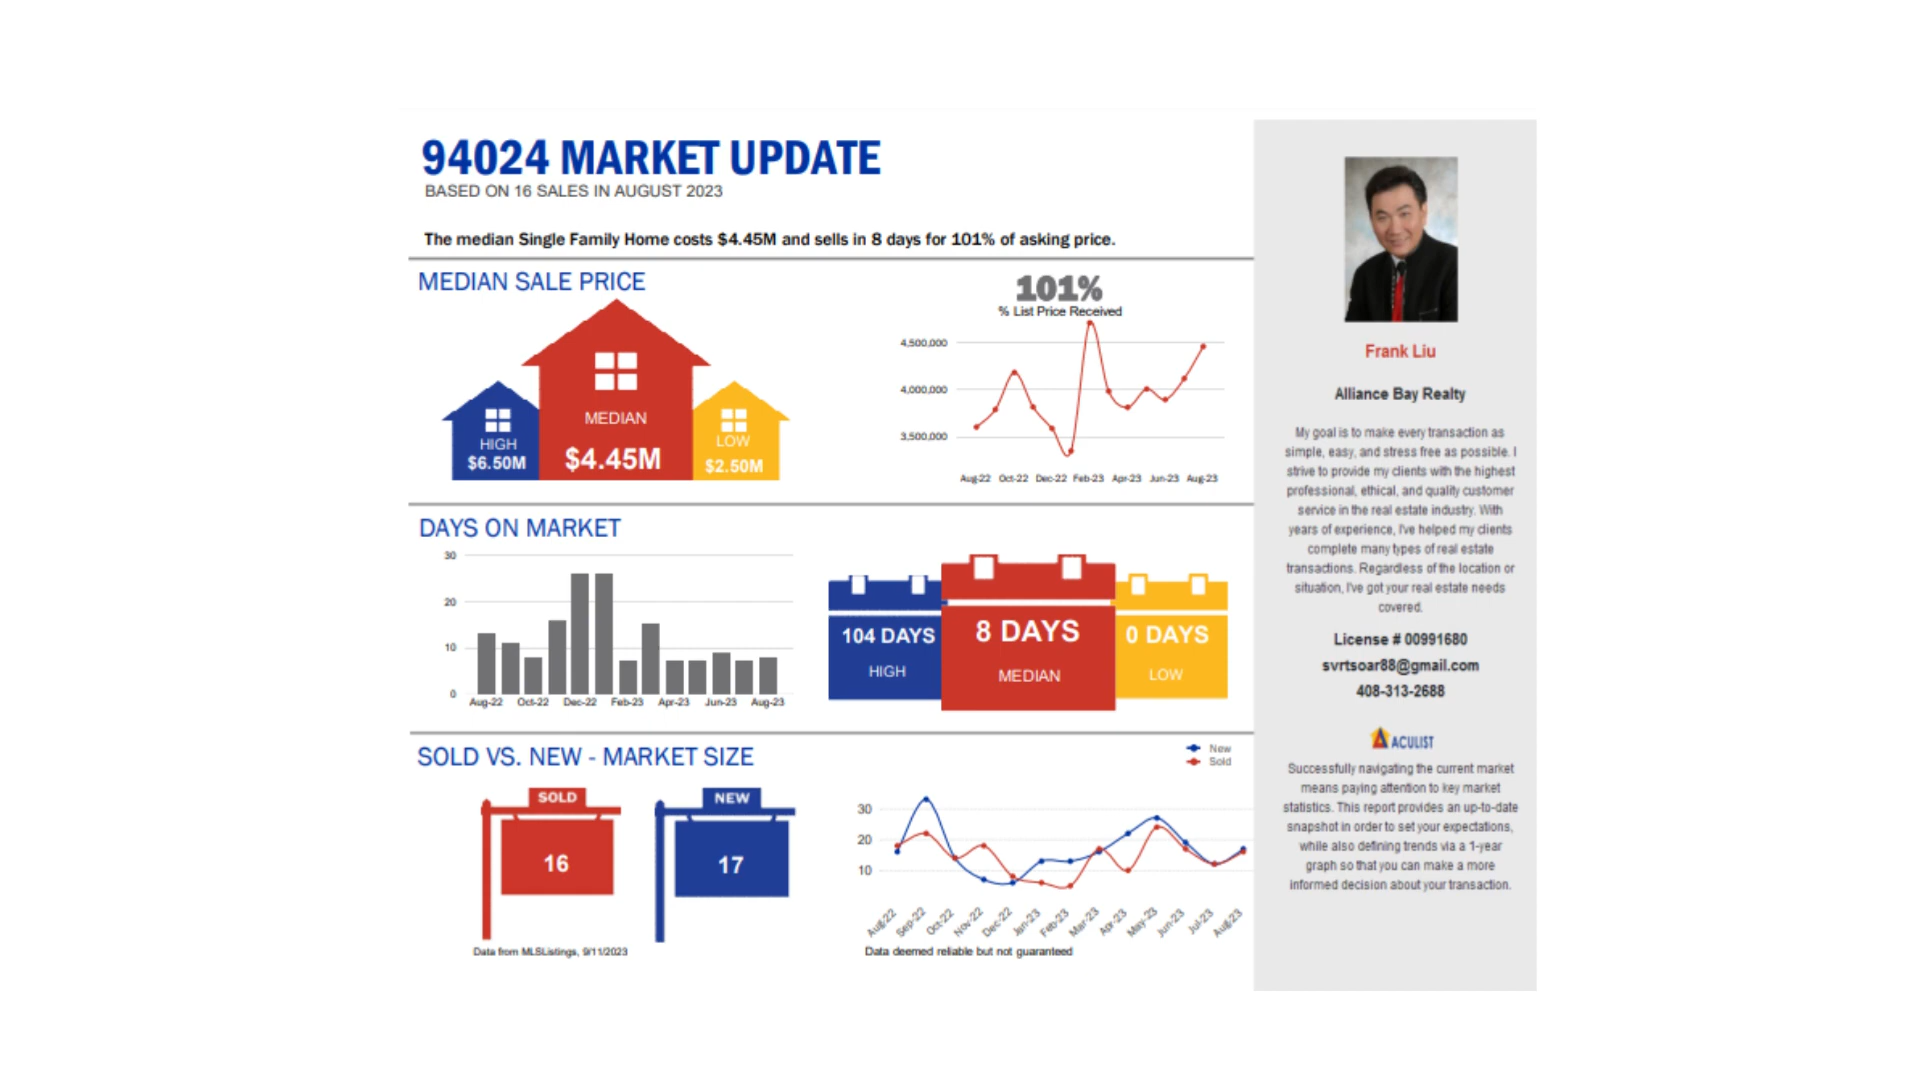 94024 MARKET UPDATE
BASED ON 16 SALES IN AUGUST 2023
The median Single Family Home costs $4.45M and sells in 8 days for 101% of asking price.
MEDIAN SALE PRICE
HIGH
$6.50M
MEDIAN
$4.45M
LOW
$2.50M
101%
% List Price Received
4,500,000
4,000,000
3,500,000
Aug-22 Oct-22 Dec-22 Feb-23 Apr-23 Jun-23 Aug-23
DAYS ON MARKET
30
20
10
0
Aug-22 Oct-22 Dec-22 Feb-23 Apr-23 Jun-23 Aug-23
104 DAYS
HIGH
8 DAYS
MEDIAN
0 DAYS
LOW
SOLD VS. NEW - MARKET SIZE
SOLD
16
NEW
17
Data from MLSListings, 9/11/2023
New
Sold
30
20
10
Aug-22 Sep-22 Oct-22 Nov-22 Dec-22 Jan-23 Feb-23 Mar-23 Apr-23 May-23 Jun-23 Jul-23 Aug-23
Data deemed reliable but not guaranteed
Frank Liu
Alliance Bay Realty
My goal is to make every transaction as
simple, easy, and stress free as possible. I
strive to provide my clients with the highest
professional, ethical, and quality customer
service in the real estate industry. With
years of experience, I've helped my clients
complete many types of real estate
transactions. Regardless of the location or
situation, I've got your real estate needs
covered.
License # 00991680
svrtsoar88@gmail.com
408-313-2688
ACULIST
Successfully navigating the current market
means paying attention to key market
statistics. This report provides an up-to-date
snapshot in order to set your expectations,
while also defining trends via a 1-year
graph so that you can make a more
informed decision about your transaction.